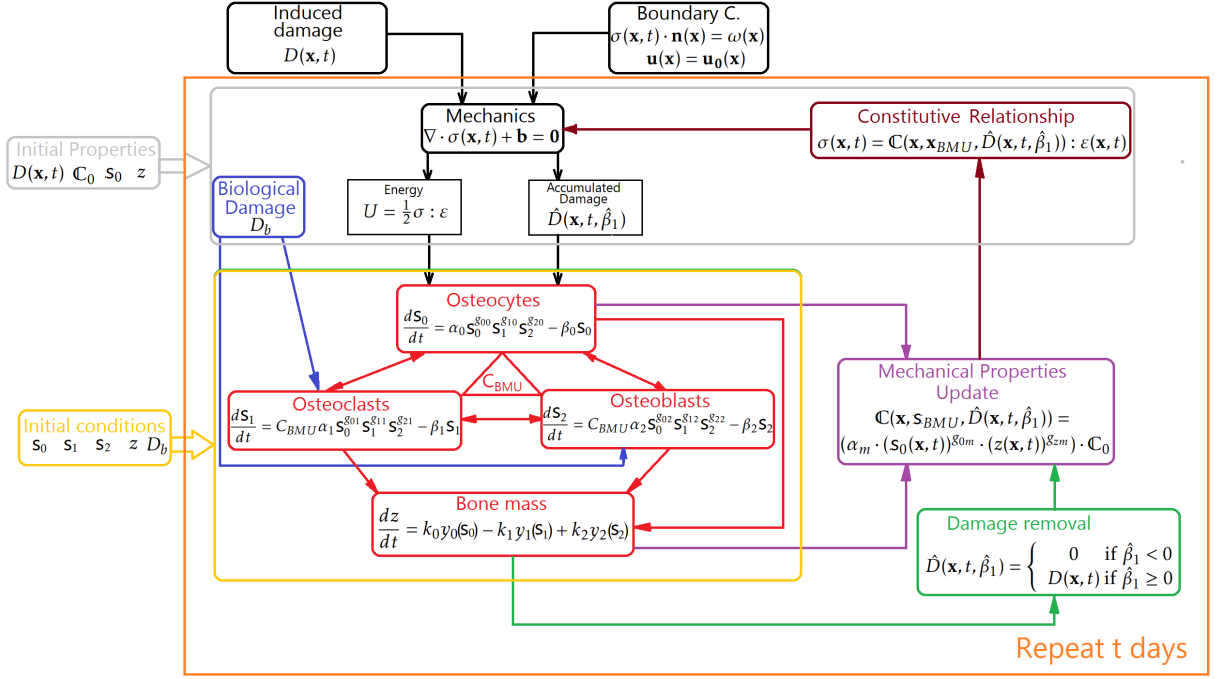 Induced
damage
D(x, t)
Boundary C.
σ(x, t) · n(x) = ω(x)
u(x) = u₀(x)
Mechanics
∇ · σ(x, t) + b = 0
Constitutive Relationship
σ(x, t) = ℂ(x, x_BMU, D̂(x, t, β̂₁)) : ε(x, t)
Initial Properties
D(x, t) ℂ₀ s₀ z
Biological
Damage
D_b
Energy
U = ½σ : ε
Accumulated
Damage
D̂(x, t, β̂₁)
Osteocytes
ds₀/dt = α₀s₀^g₀₀ s₁^g₁₀ s₂^g₂₀ − β₀s₀
C_BMU
Osteoclasts
ds₁/dt = C_BMU α₁s₀^g₀₁ s₁^g₁₁ s₂^g₂₁ − β₁s₁
Osteoblasts
ds₂/dt = C_BMU α₂s₀^g₀₂ s₁^g₁₂ s₂^g₂₂ − β₂s₂
Mechanical Properties
Update
ℂ(x, s_BMU, D̂(x, t, β̂₁)) =
(α_m · (s₀(x, t))^g₀ₘ · (z(x, t))^g_zm) · ℂ₀
Initial conditions
s₀ s₁ s₂ z D_b
Bone mass
dz/dt = k₀y₀(s₀) − k₁y₁(s₁) + k₂y₂(s₂)
Damage removal
D̂(x, t, β̂₁) = { 0 if β̂₁ < 0
D(x, t) if β̂₁ ≥ 0
Repeat t days